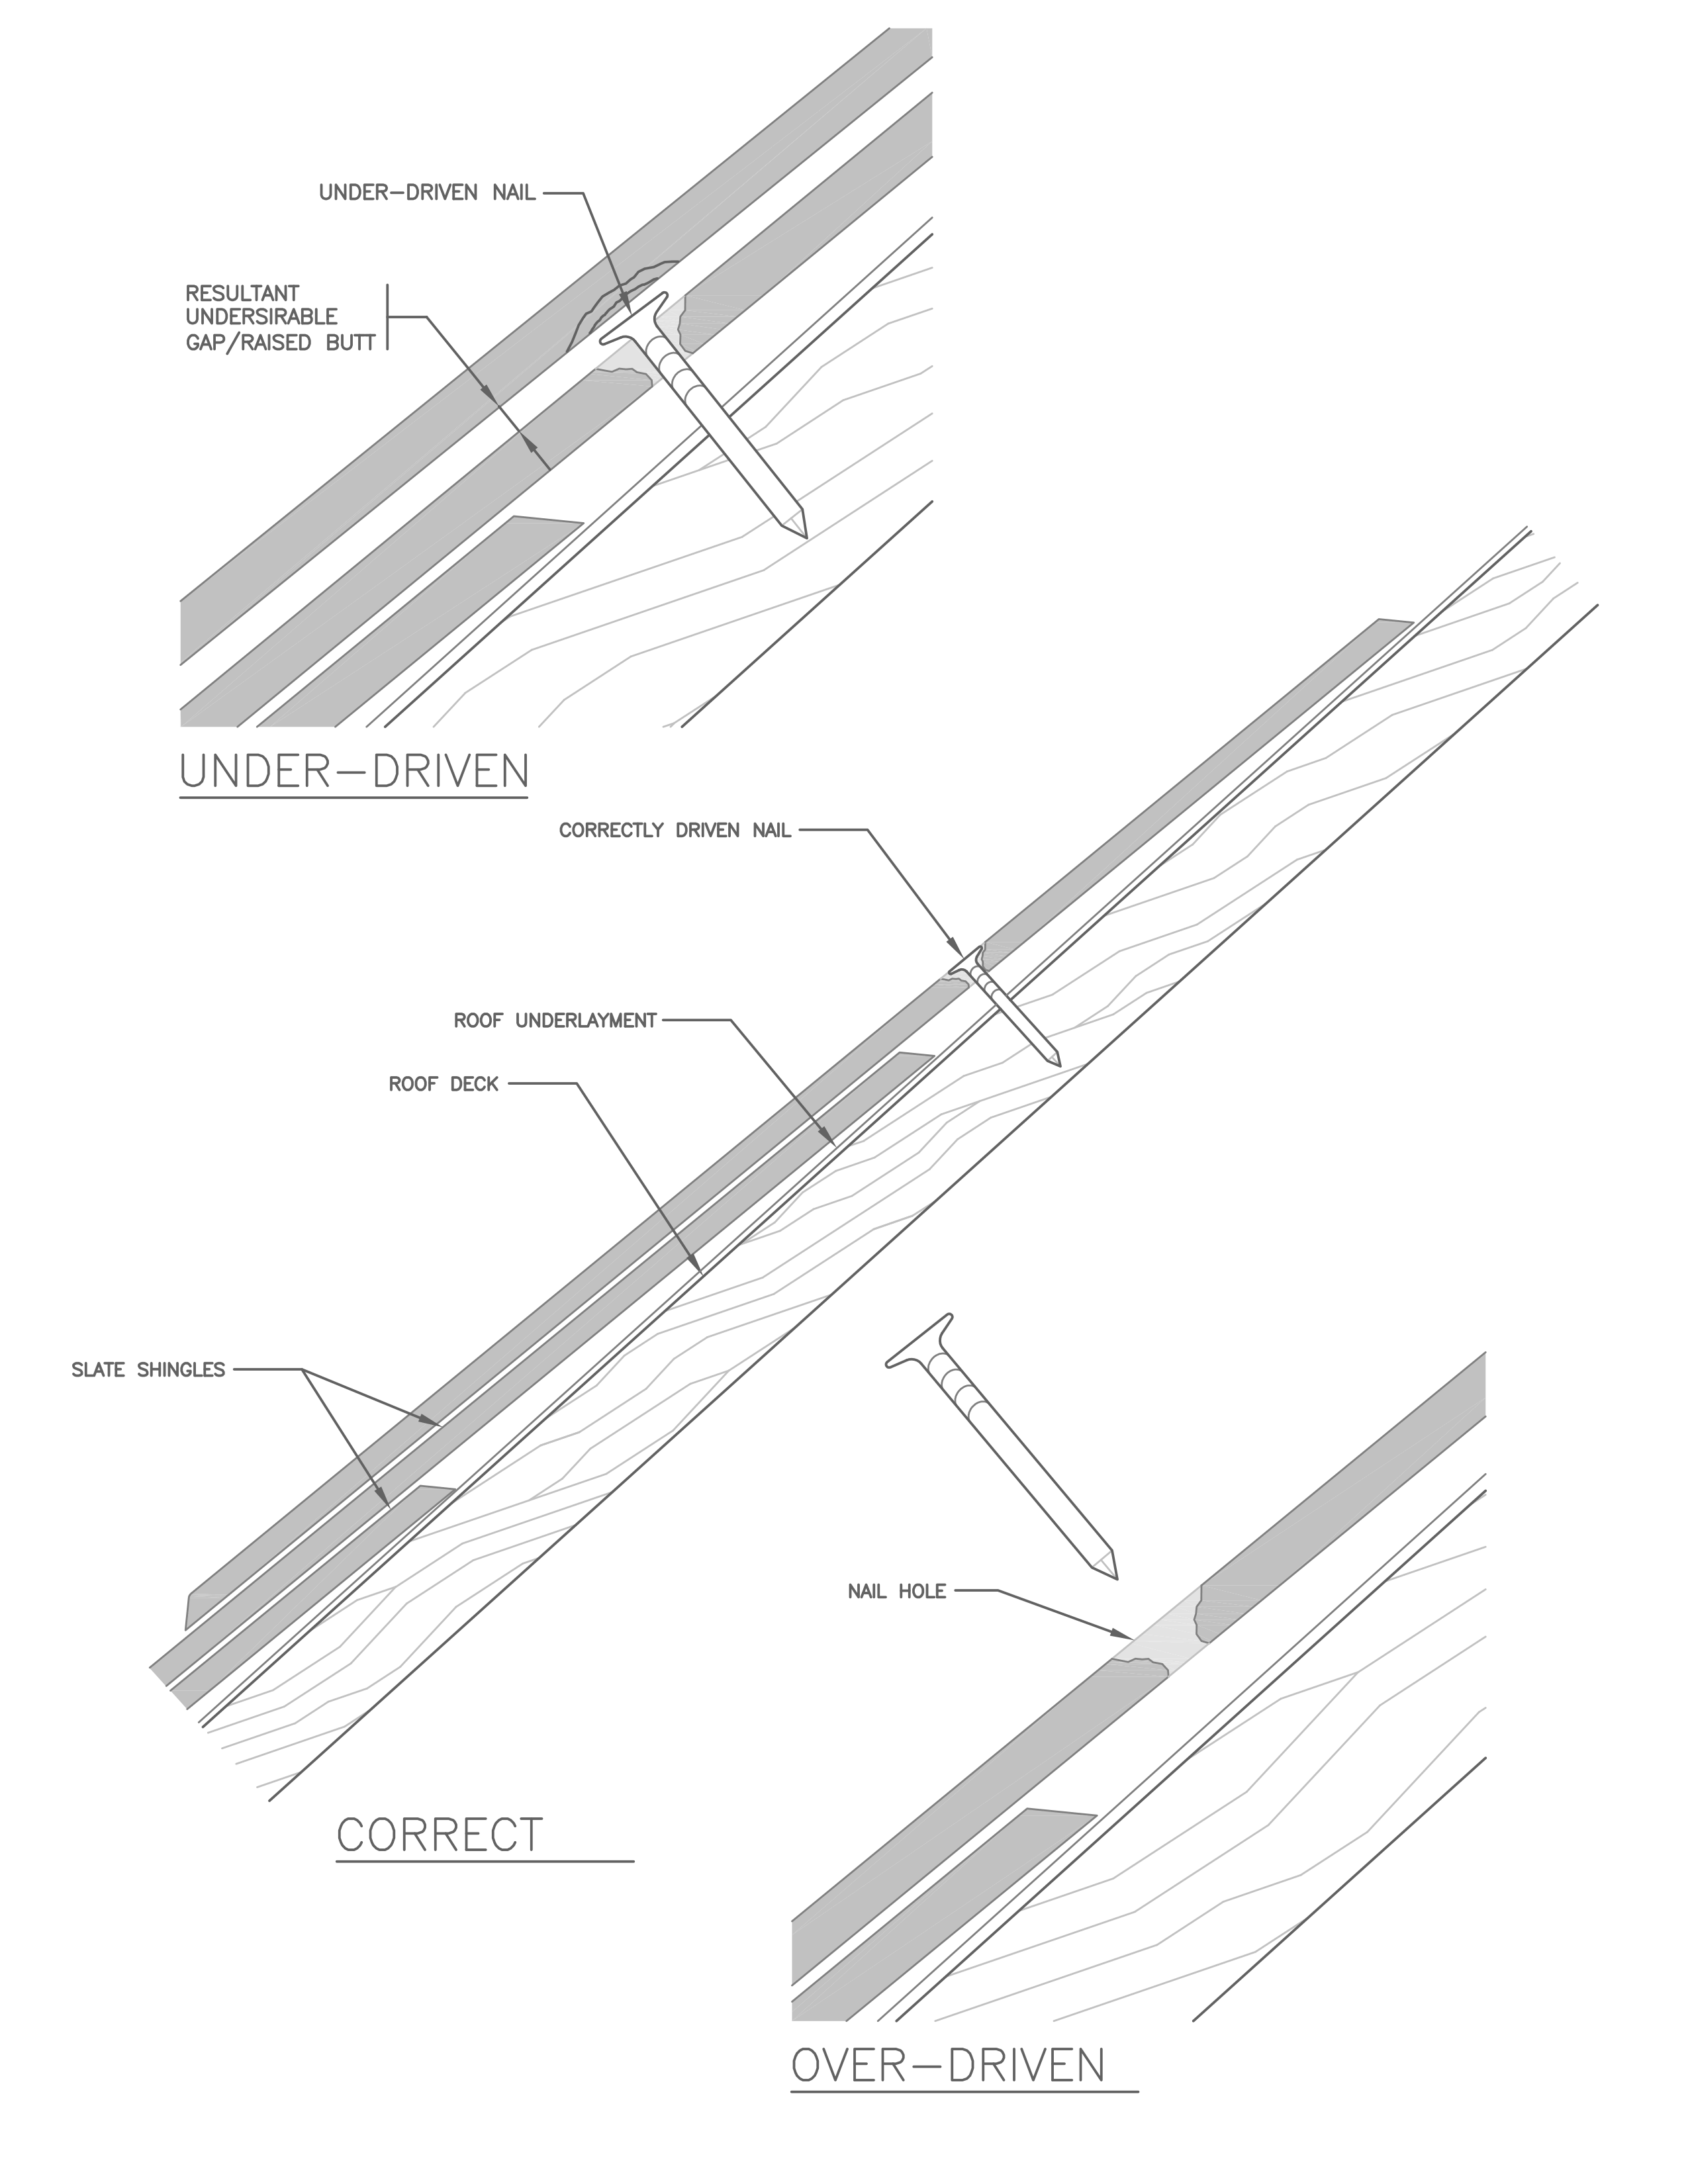 UNDER-DRIVEN NAIL
RESULTANT
UNDERSIRABLE
GAP/RAISED BUTT
UNDER-DRIVEN
CORRECTLY DRIVEN NAIL
ROOF UNDERLAYMENT
ROOF DECK
SLATE SHINGLES
NAIL HOLE
CORRECT
OVER-DRIVEN